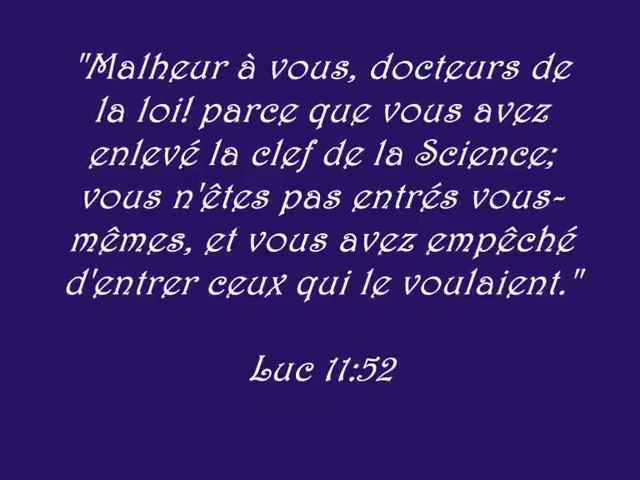 "Malheur à vous, docteurs de
la loi! parce que vous avez
enlevé la clef de la Science;
vous n'êtes pas entrés vous-
mêmes, et vous avez empêché
d'entrer ceux qui le voulaient."
Luc 11:52